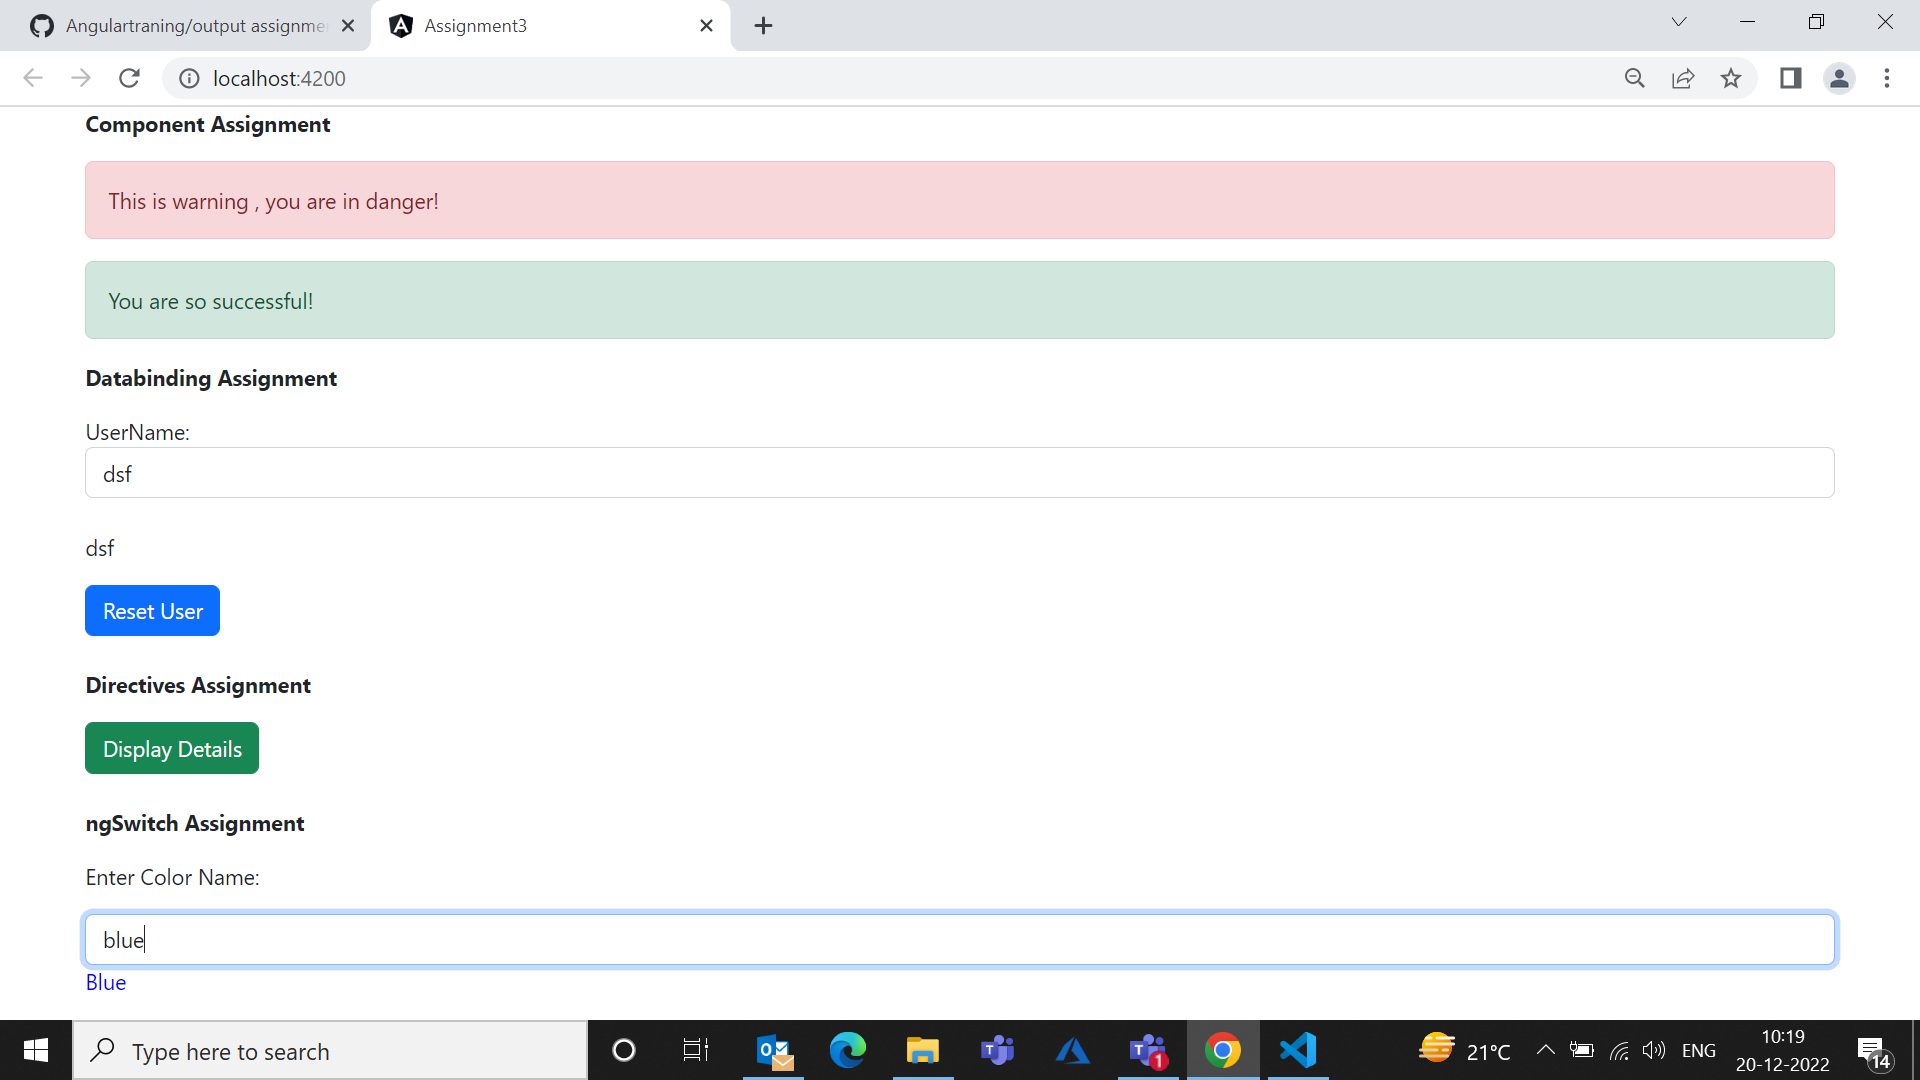 Angulartraning/output assignme
Assignment3
localhost:4200
Component Assignment
This is warning , you are in danger!
You are so successful!
Databinding Assignment
UserName:
dsf
dsf
Reset User
Directives Assignment
Display Details
ngSwitch Assignment
Enter Color Name:
blue
Blue
Type here to search
1
21°C
ENG
10:19
20-12-2022
14